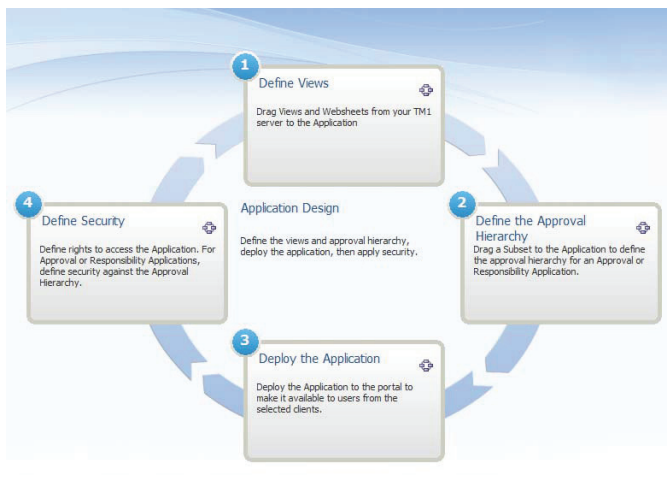 1
Define Views
Drag Views and Websheets from your TM1
server to the Application
2
Define the Approval
Hierarchy
Drag a Subset to the Application to define
the approval hierarchy for an Approval or
Responsibility Application.
3
Deploy the Application
Deploy the Application to the portal to
make it available to users from the
selected clients.
4
Define Security
Define rights to access the Application. For
Approval or Responsibility Applications,
define security against the Approval
Hierarchy.
Application Design
Define the views and approval hierarchy,
deploy the application, then apply security.